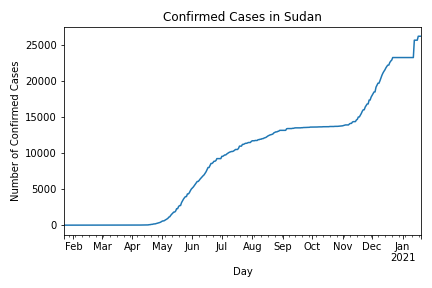 Confirmed Cases in Sudan
Number of Confirmed Cases
25000
20000
15000
10000
5000
0
Feb Mar Apr May Jun Jul Aug Sep Oct Nov Dec Jan
2021
Day